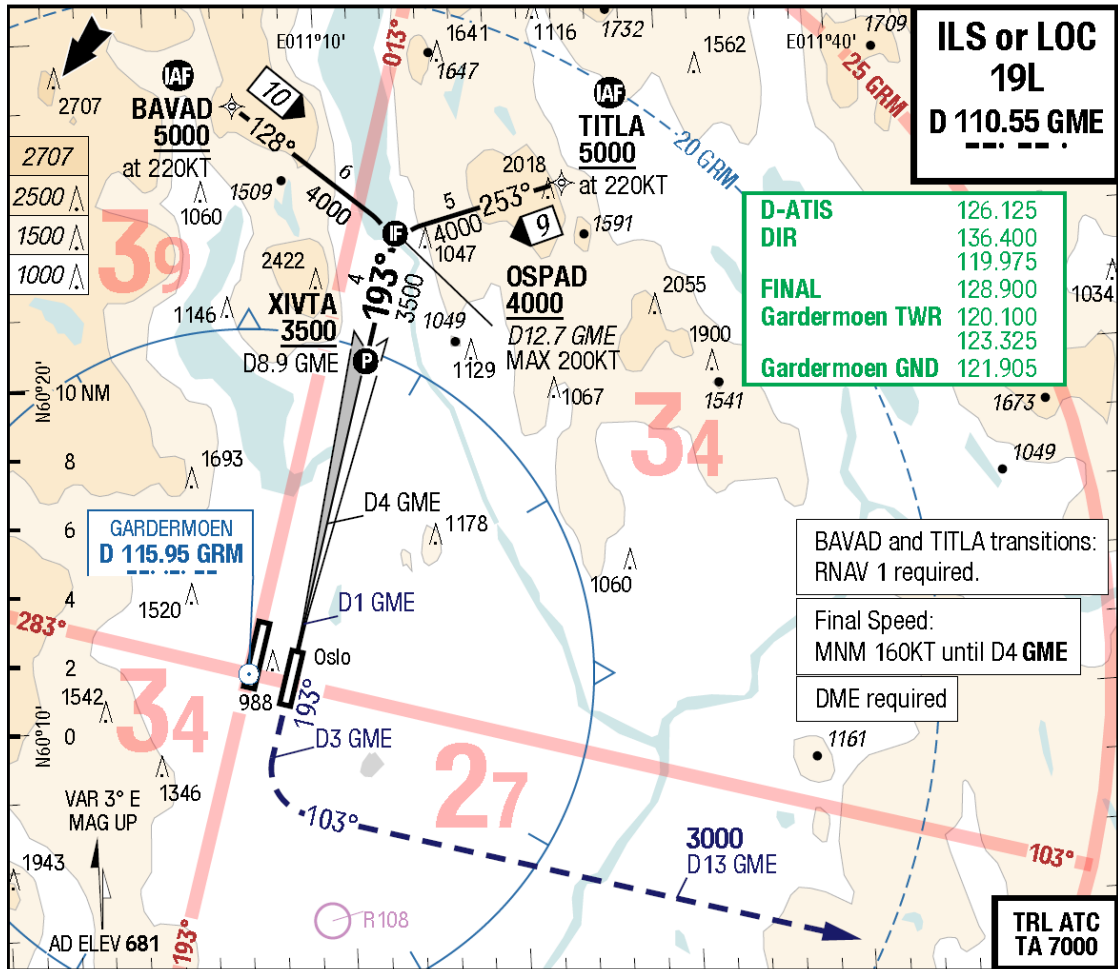 1709
1732
1116
1641
1562
E011°10'
E011°40'
013°
25 GRM
1647
ILS or LOC
19L
D 110.55 GME
IAF
BAVAD
5000
at 220KT
2707
10
128°
6
4000
IAF
TITLA
5000
at 220KT
20 GRM
2018
5
4000
253°
9
1591
2707
2500
1500
1000
39
1509
1060
IF
1047
OSPAD
4000
D12.7 GME
MAX 200KT
D-ATIS 126.125
DIR 136.400
119.975
FINAL 128.900
Gardermoen TWR 120.100
123.325
Gardermoen GND 121.905
1034
2422
4
193°
3500
XIVTA
3500
D8.9 GME
P
1146
1049
1129
2055
1900
1067
1541
1673
1049
N60°20'
10 NM
34
8
1693
D4 GME
1178
6
GARDERMOEN
D 115.95 GRM
1060
BAVAD and TITLA transitions:
RNAV 1 required.
4
1520
D1 GME
Final Speed:
MNM 160KT until D4 GME
283°
2
Oslo
988
DME required
1542
34
193°
N60°10'
0
D3 GME
27
1161
1346
VAR 3° E
MAG UP
103°
3000
D13 GME
103°
1943
R108
193°
AD ELEV 681
TRL ATC
TA 7000